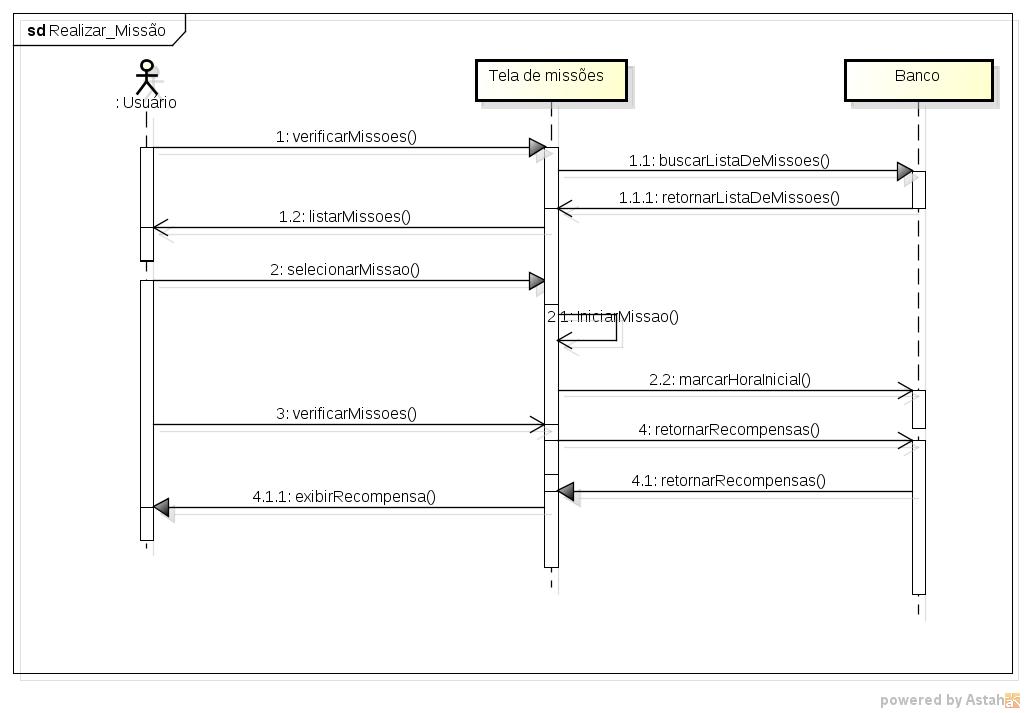 sd Realizar_Missão
: Usuário
Tela de missões
Banco
1: verificarMissoes()
1.1: buscarListaDeMissoes()
1.1.1: retornarListaDeMissoes()
1.2: listarMissoes()
2: selecionarMissao()
2.1: IniciarMissao()
2.2: marcarHoraInicial()
3: verificarMissoes()
4: retornarRecompensas()
4.1: retornarRecompensas()
4.1.1: exibirRecompensa()
powered by Astah